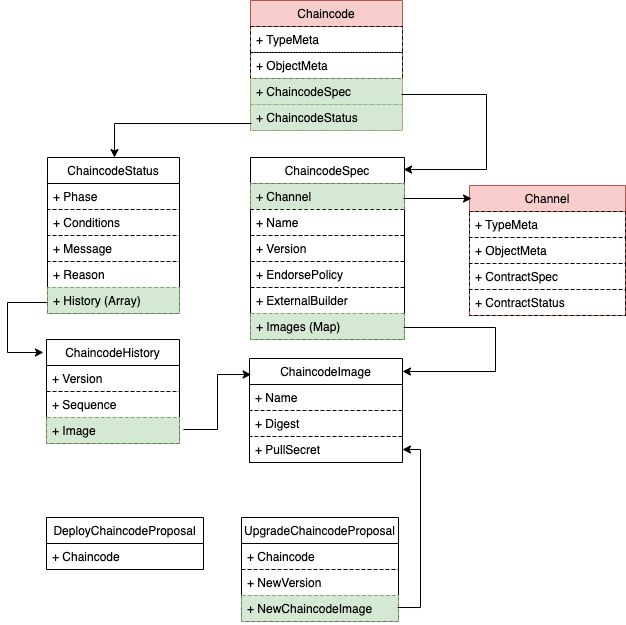 Chaincode
+ TypeMeta
+ ObjectMeta
+ ChaincodeSpec
+ ChaincodeStatus
ChaincodeStatus
+ Phase
+ Conditions
+ Message
+ Reason
+ History (Array)
ChaincodeSpec
+ Channel
+ Name
+ Version
+ EndorsePolicy
+ ExternalBuilder
+ Images (Map)
Channel
+ TypeMeta
+ ObjectMeta
+ ContractSpec
+ ContractStatus
ChaincodeHistory
+ Version
+ Sequence
+ Image
ChaincodeImage
+ Name
+ Digest
+ PullSecret
DeployChaincodeProposal
+ Chaincode
UpgradeChaincodeProposal
+ Chaincode
+ NewVersion
+ NewChaincodeImage